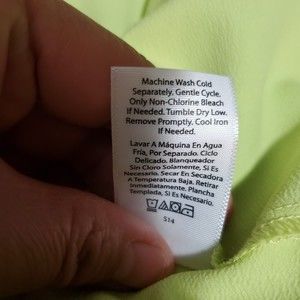 Machine Wash Cold
Separately. Gentle Cycle.
Only Non-Chlorine Bleach
If Needed. Tumble Dry Low.
Remove Promptly. Cool Iron
If Needed.
Lavar A Máquina En Agua
Fría, Por Separado. Ciclo
Delicado. Blanqueador
Sin Cloro Solamente, Si Es
Necesario. Secar En Secadora
A Temperatura Baja. Retirar
Inmediatamente. Plancha
Templada, Si Es Necesario.
S14